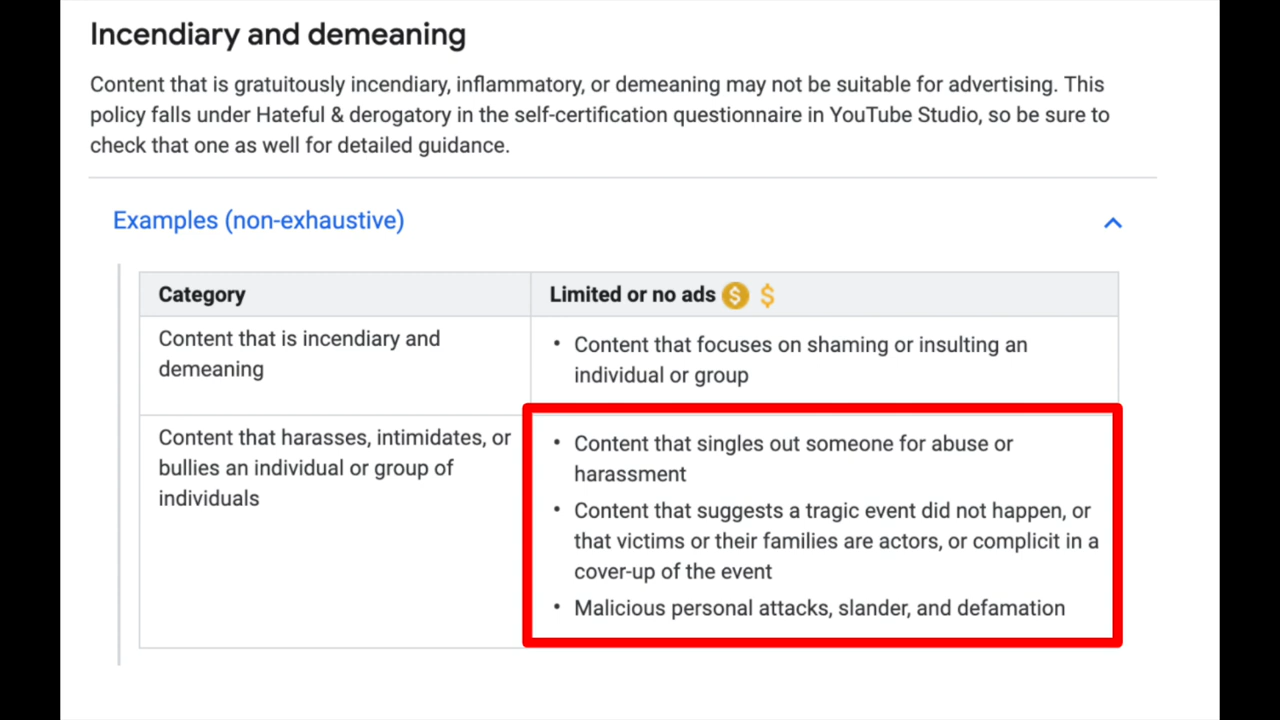 Incendiary and demeaning
Content that is gratuitously incendiary, inflammatory, or demeaning may not be suitable for advertising. This
policy falls under Hateful & derogatory in the self-certification questionnaire in YouTube Studio, so be sure to
check that one as well for detailed guidance.
Examples (non-exhaustive)
Category
Limited or no ads
Content that is incendiary and
demeaning
• Content that focuses on shaming or insulting an
individual or group
Content that harasses, intimidates, or
bullies an individual or group of
individuals
• Content that singles out someone for abuse or
harassment
• Content that suggests a tragic event did not happen, or
that victims or their families are actors, or complicit in a
cover-up of the event
• Malicious personal attacks, slander, and defamation